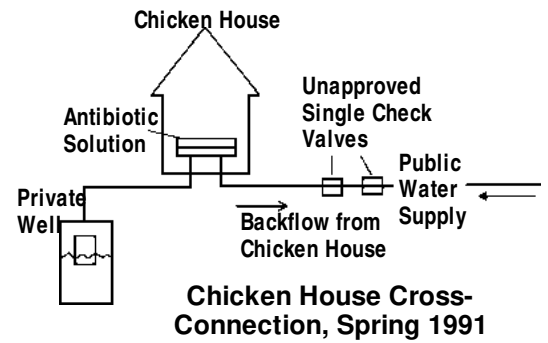 Chicken House
Unapproved
Single Check
Valves
Antibiotic
Solution
Public
Water
Supply
Private
Well
Backflow from
Chicken House
Chicken House Cross-
Connection, Spring 1991